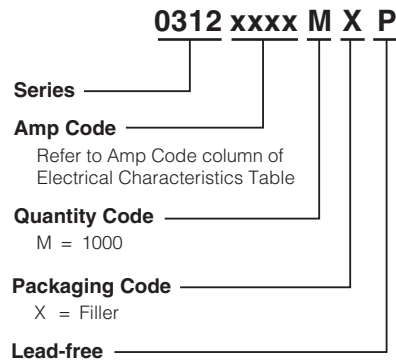 0312 xxxx M X P
Series
Amp Code
Refer to Amp Code column of
Electrical Characteristics Table
Quantity Code
M = 1000
Packaging Code
X = Filler
Lead-free